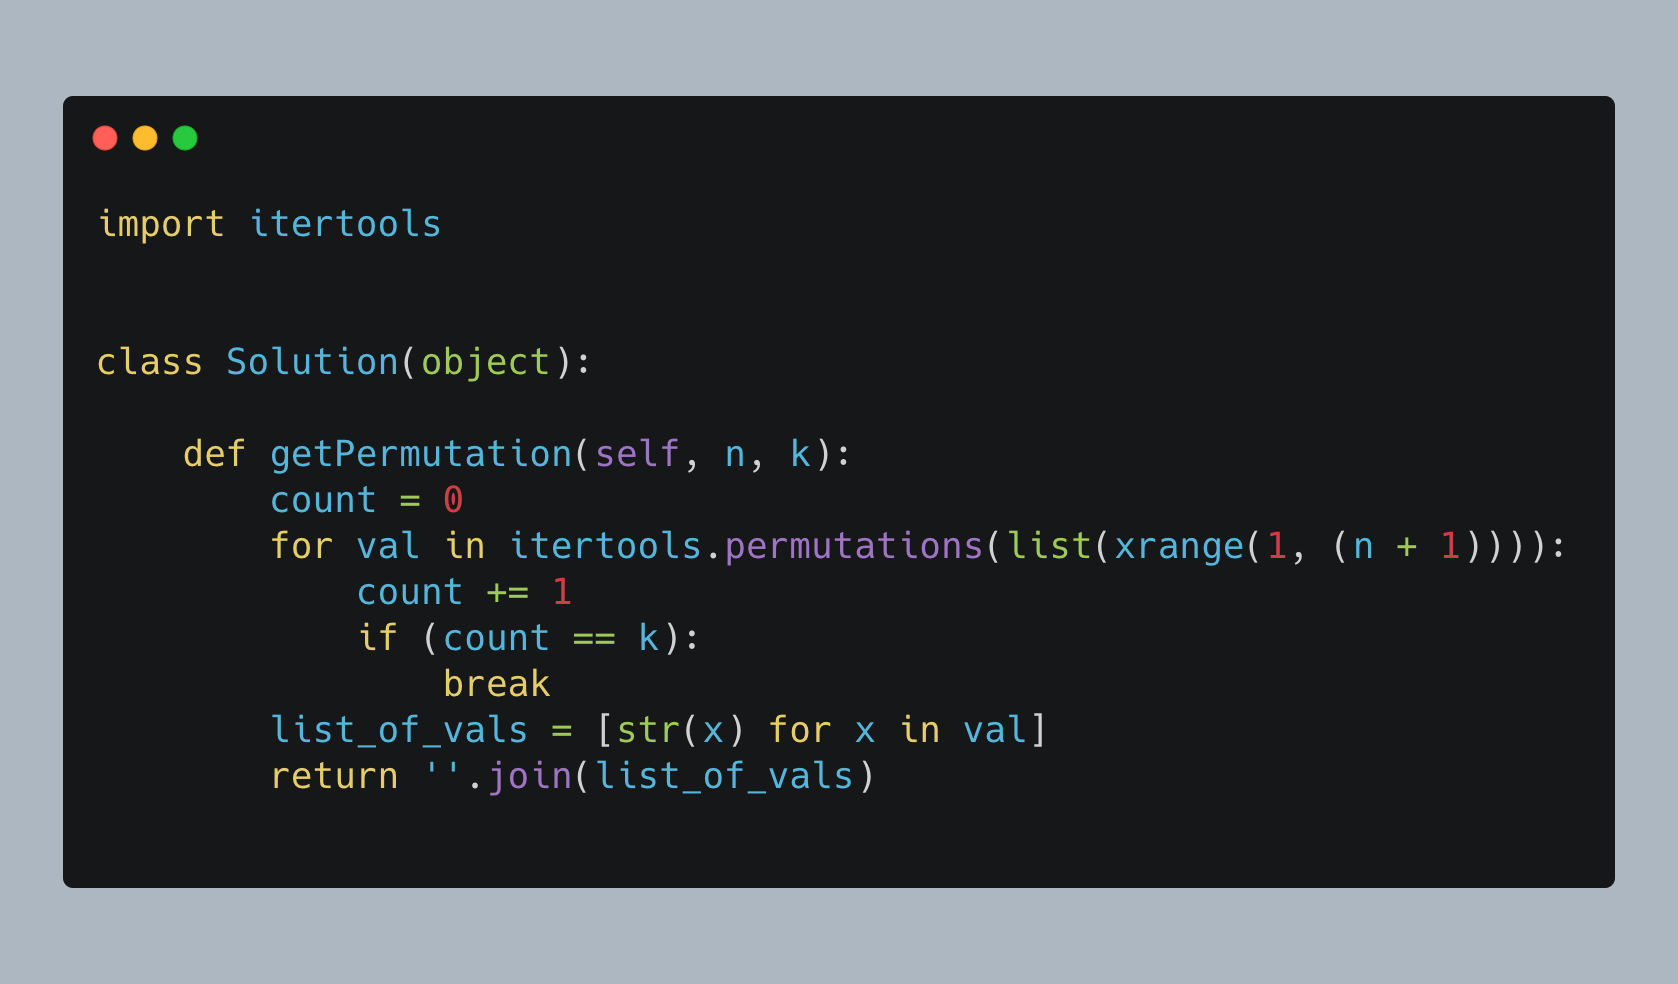 import itertools
class Solution(object):
    def getPermutation(self, n, k):
        count = 0
        for val in itertools.permutations(list(xrange(1, (n + 1)))):
            count += 1
            if (count == k):
                break
        list_of_vals = [str(x) for x in val]
        return ''.join(list_of_vals)